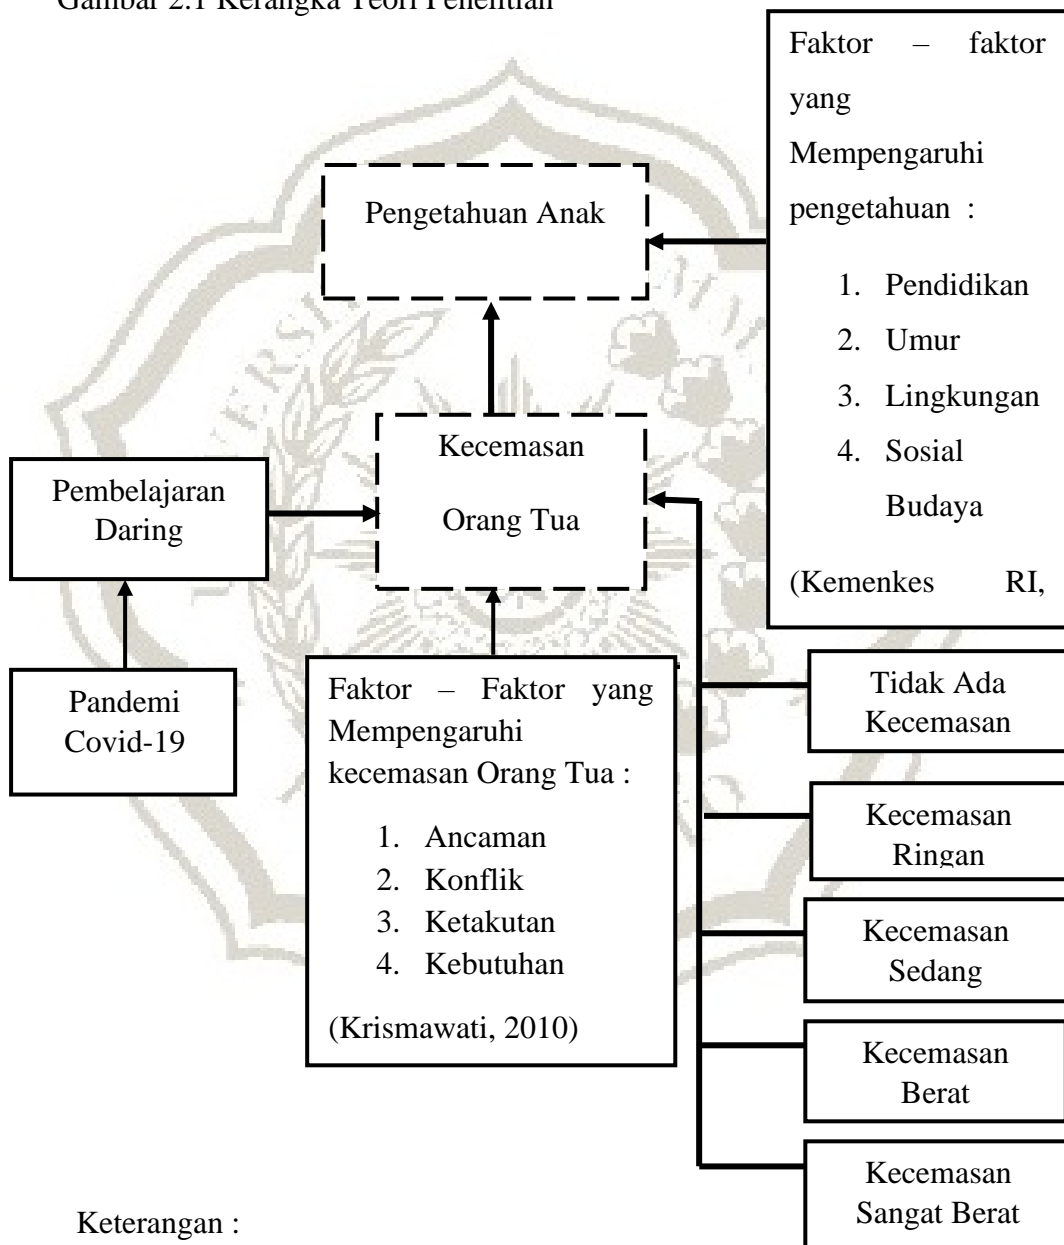 Gambar 2.1 Kerangka Teori Penelitian
Faktor – faktor
yang
Mempengaruhi
pengetahuan :
1. Pendidikan
2. Umur
3. Lingkungan
4. Sosial
Budaya
(Kemenkes RI,
Pengetahuan Anak
Kecemasan
Orang Tua
Pembelajaran
Daring
Pandemi
Covid-19
Faktor – Faktor yang
Mempengaruhi
kecemasan Orang Tua :
1. Ancaman
2. Konflik
3. Ketakutan
4. Kebutuhan
(Krismawati, 2010)
Tidak Ada
Kecemasan
Kecemasan
Ringan
Kecemasan
Sedang
Kecemasan
Berat
Kecemasan
Sangat Berat
Keterangan :